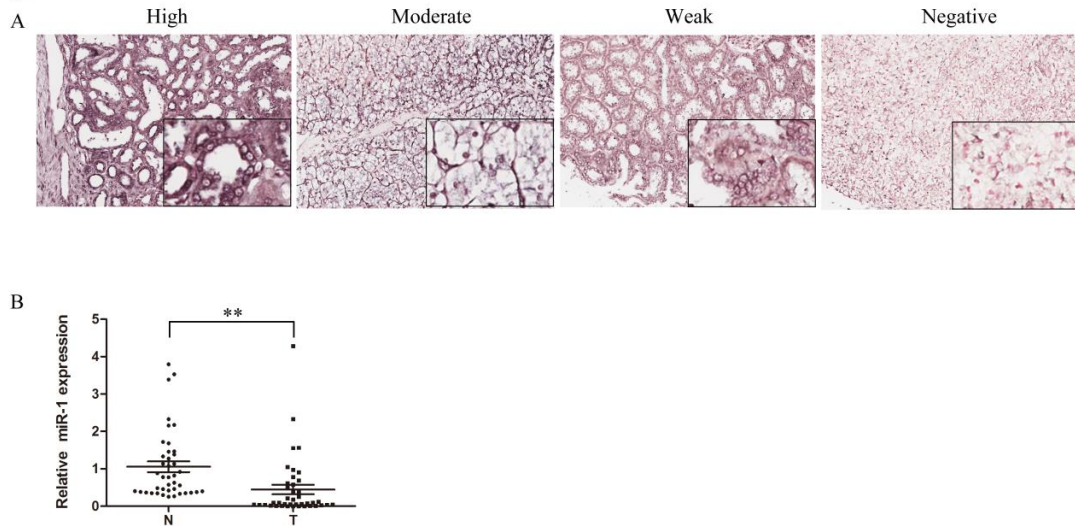 A
High Moderate Weak Negative
B
**
5
4
3
2
1
0
Relative miR-1 expression
N T